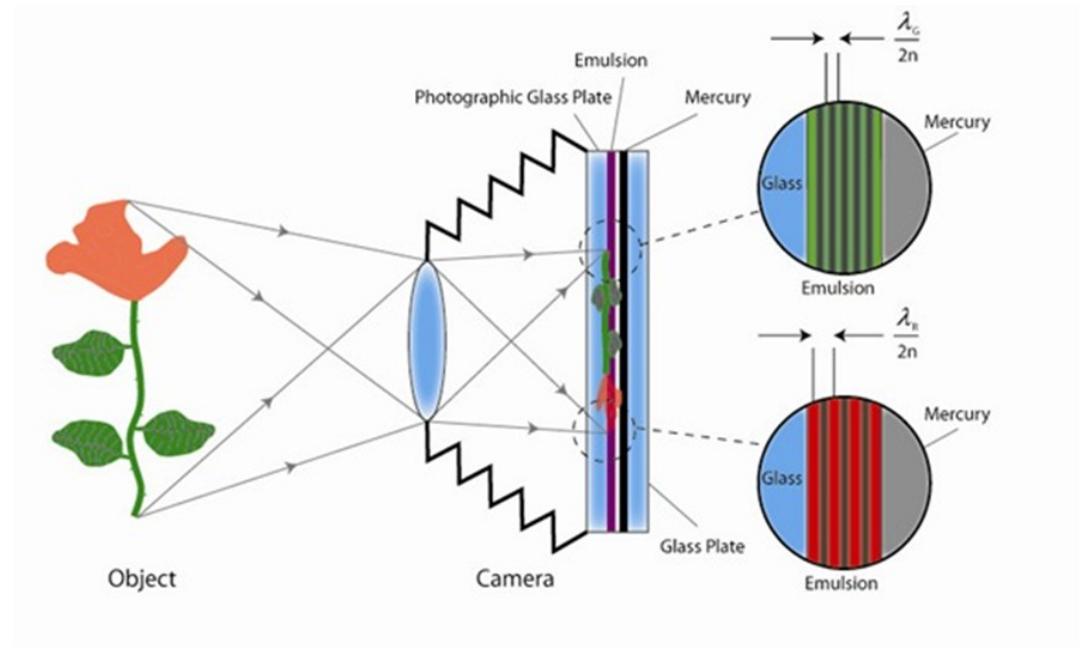 Emulsion
Photographic Glass Plate
Mercury
Glass Plate
Object
Camera
λG
2n
Mercury
Glass
Emulsion
λR
2n
Mercury
Glass
Emulsion